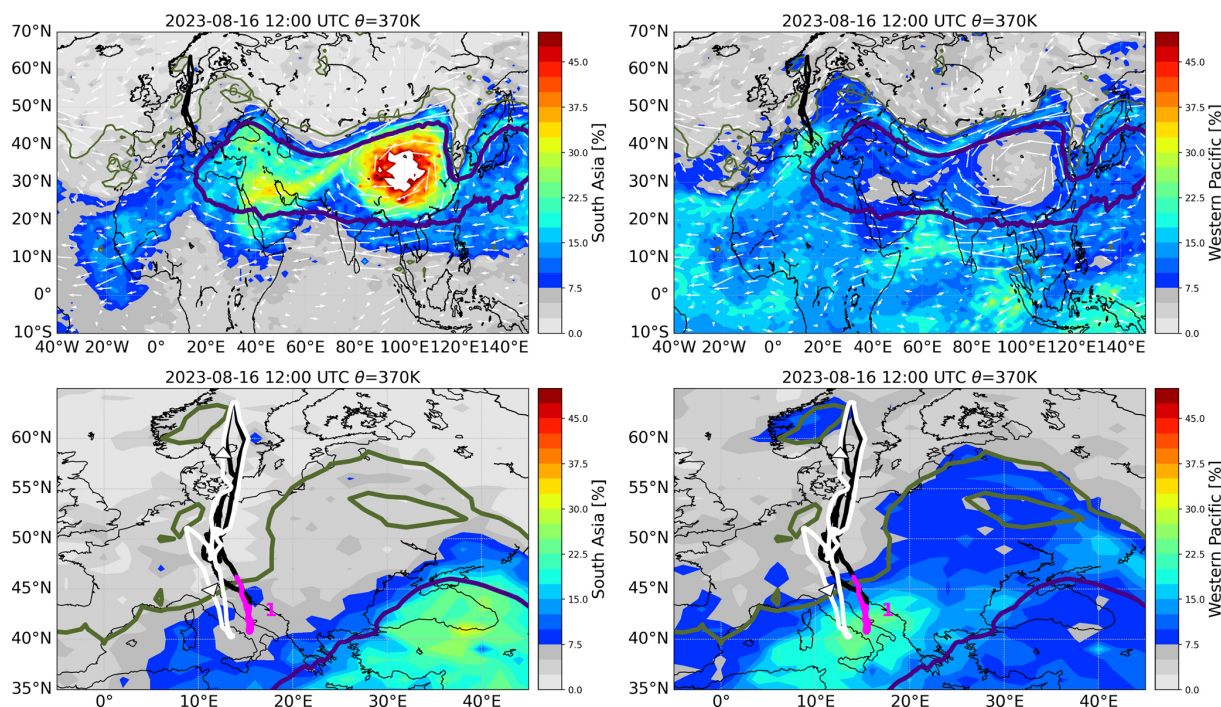 2023-08-16 12:00 UTC θ=370K
70°N
60°N
50°N
40°N
30°N
20°N
10°N
0°
10°S
40°W 20°W 0° 20°E 40°E 60°E 80°E 100°E 120°E 140°E
45.0
37.5
30.0
22.5
15.0
7.5
0.0
South Asia [%]
2023-08-16 12:00 UTC θ=370K
70°N
60°N
50°N
40°N
30°N
20°N
10°N
0°
10°S
40°W 20°W 0° 20°E 40°E 60°E 80°E 100°E 120°E 140°E
45.0
37.5
30.0
22.5
15.0
7.5
0.0
Western Pacific [%]
2023-08-16 12:00 UTC θ=370K
60°N
55°N
50°N
45°N
40°N
35°N
0° 10°E 20°E 30°E 40°E
1
45.0
37.5
30.0
22.5
15.0
7.5
0.0
South Asia [%]
2023-08-16 12:00 UTC θ=370K
60°N
55°N
50°N
45°N
40°N
35°N
0° 10°E 20°E 30°E 40°E
1
45.0
37.5
30.0
22.5
15.0
7.5
0.0
Western Pacific [%]